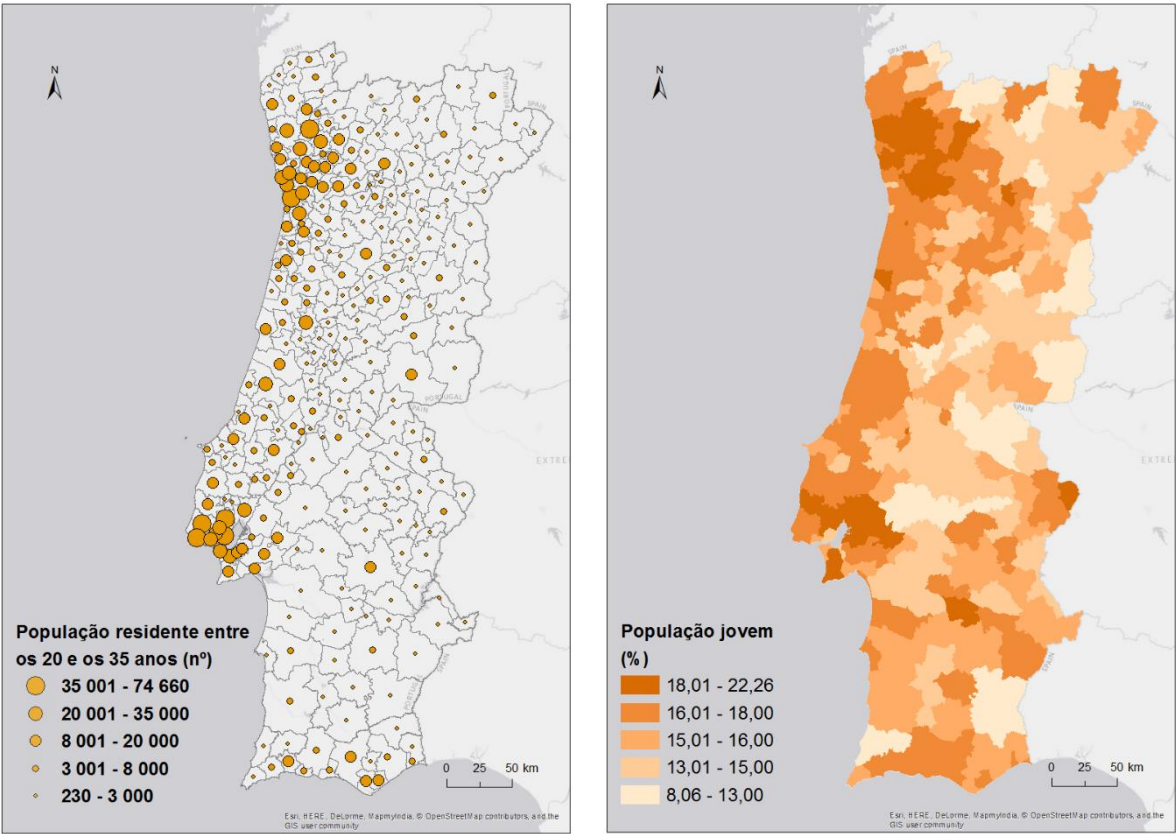 SPAIN
N
PORTUGAL
SPAIN
PORTUGAL
SPAIN
PORTUGAL
SPAIN
População residente entre
os 20 e os 35 anos (nº)
35 001 - 74 660
20 001 - 35 000
8 001 - 20 000
3 001 - 8 000
230 - 3 000
0 25 50 km
Esri, HERE, DeLorme, MapmyIndia, © OpenStreetMap contributors, and the
GIS user community
SPAIN
N
SPAIN
SPAIN
EXTRE
SPAIN
População jovem
(%)
18,01 - 22,26
16,01 - 18,00
15,01 - 16,00
13,01 - 15,00
8,06 - 13,00
0 25 50 km
Esri, HERE, DeLorme, MapmyIndia, © OpenStreetMap contributors, and the
GIS user community